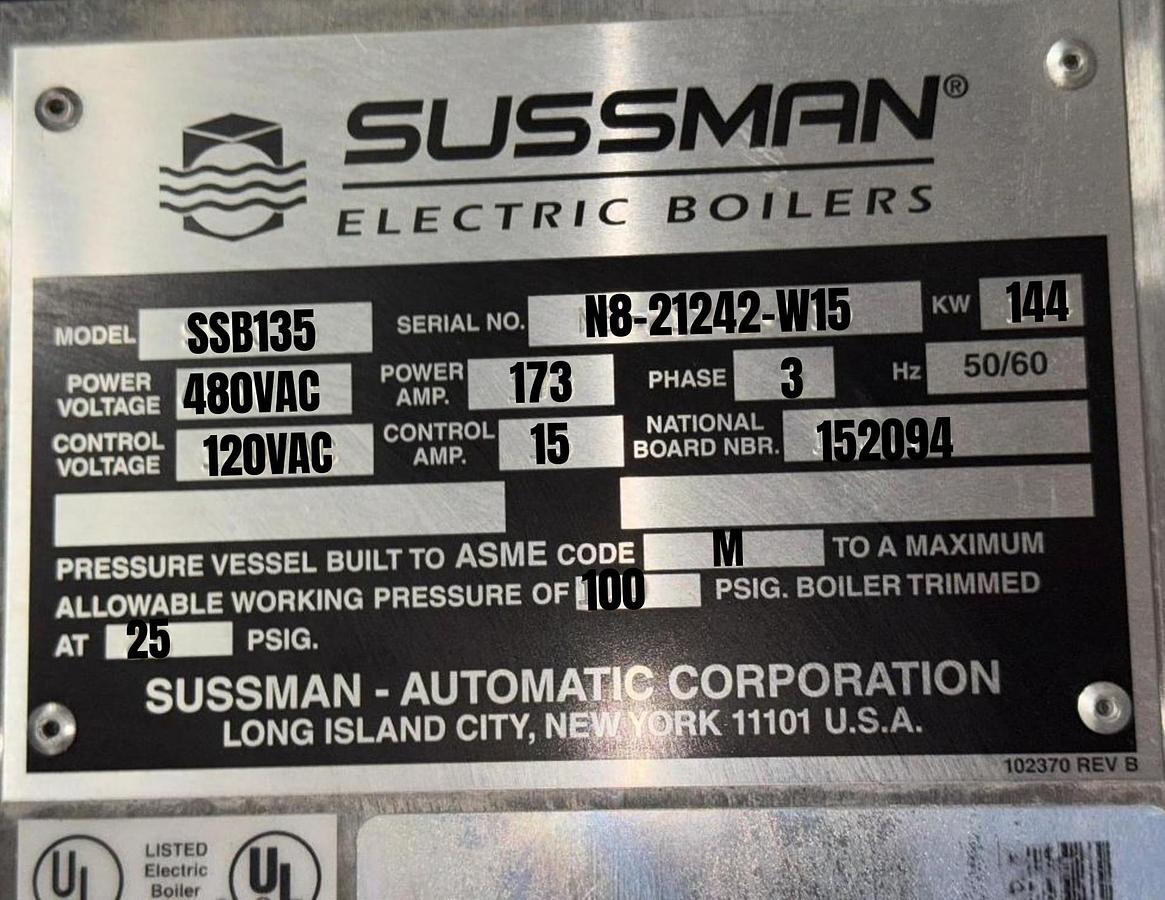 SUSSMAN®
ELECTRIC BOILERS
MODEL SSB135 SERIAL NO. N8-21242-W15 KW 144
POWER VOLTAGE 480VAC POWER AMP. 173 PHASE 3 Hz 50/60
CONTROL VOLTAGE 120VAC CONTROL AMP. 15 NATIONAL BOARD NBR. 152094
PRESSURE VESSEL BUILT TO ASME CODE M TO A MAXIMUM
ALLOWABLE WORKING PRESSURE OF 100 PSIG. BOILER TRIMMED
AT 25 PSIG.
SUSSMAN - AUTOMATIC CORPORATION
LONG ISLAND CITY, NEW YORK 11101 U.S.A.
102370 REV B
UL LISTED UL
Electric
Boiler